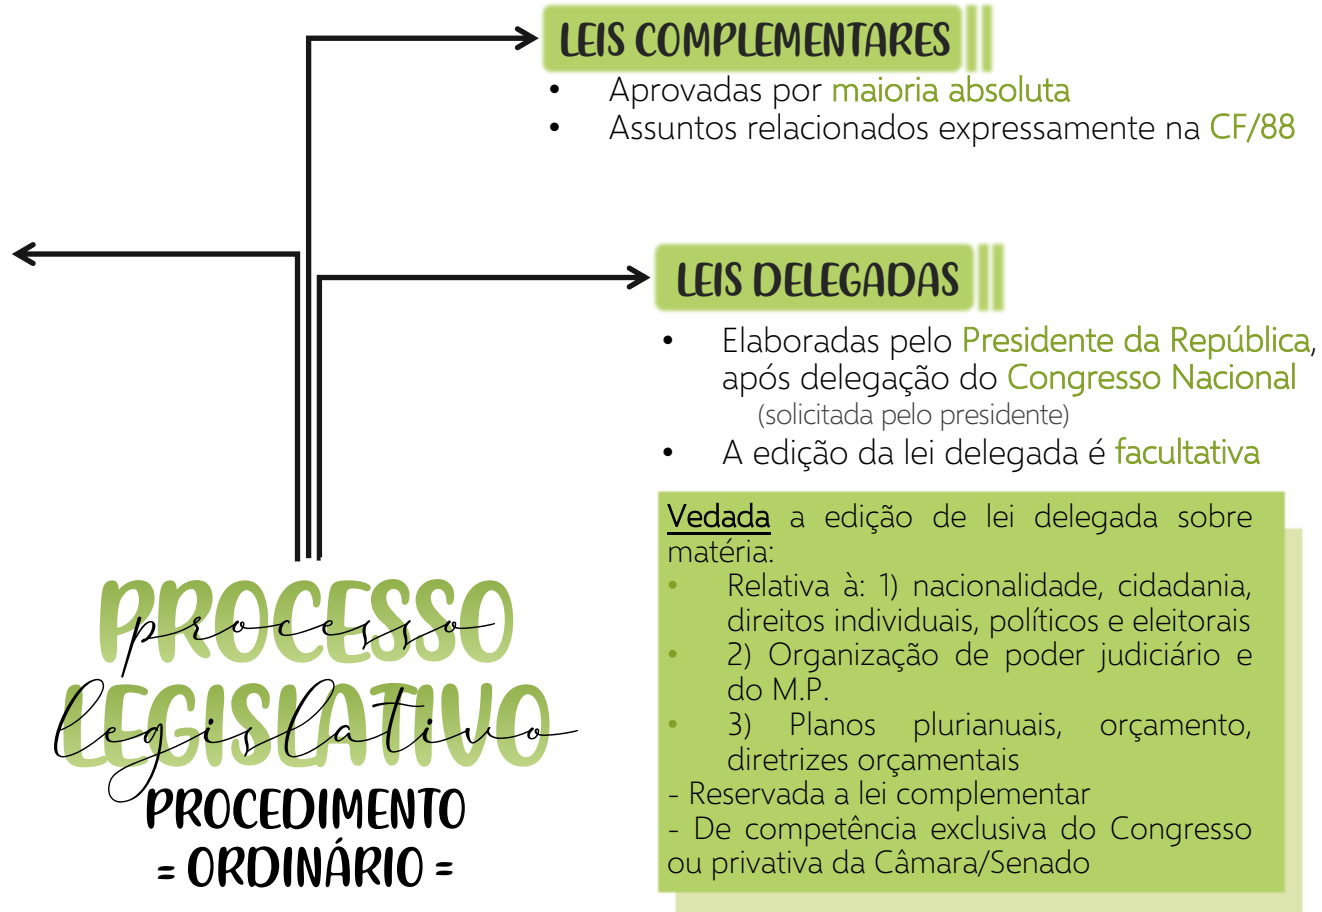 LEIS COMPLEMENTARES
• Aprovadas por maioria absoluta
• Assuntos relacionados expressamente na CF/88
LEIS DELEGADAS
• Elaboradas pelo Presidente da República,
após delegação do Congresso Nacional
(solicitada pelo presidente)
• A edição da lei delegada é facultativa
Vedada a edição de lei delegada sobre
matéria:
• Relativa à: 1) nacionalidade, cidadania,
direitos individuais, políticos e eleitorais
• 2) Organização de poder judiciário e
do M.P.
• 3) Planos plurianuais, orçamento,
diretrizes orçamentais
- Reservada a lei complementar
- De competência exclusiva do Congresso
ou privativa da Câmara/Senado
PROCESSO
processo
LEGISLATIVO
legislativo
PROCEDIMENTO
= ORDINÁRIO =